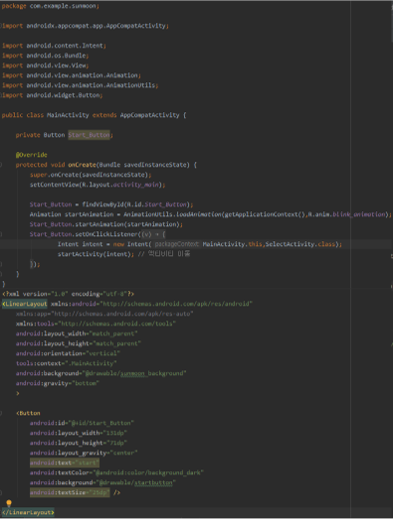 package com.example.sunmoon;
import androidx.appcompat.app.AppCompatActivity;
import android.content.Intent;
import android.os.Bundle;
import android.view.View;
import android.view.animation.Animation;
import android.view.animation.AnimationUtils;
import android.widget.Button;
public class MainActivity extends AppCompatActivity {
private Button Start_Button;
@Override
protected void onCreate(Bundle savedInstanceState) {
super.onCreate(savedInstanceState);
setContentView(R.layout.activity_main);
Start_Button = findViewById(R.id.Start_Button);
Animation startAnimation = AnimationUtils.loadAnimation(getApplicationContext(),R.anim.blink_animation);
Start_Button.startAnimation(startAnimation);
Start_Button.setOnClickListener((v) → {
Intent intent = new Intent( packageContext: MainActivity.this,SelectActivity.class);
startActivity(intent); //
});
}
}
<?xml version="1.0" encoding="utf-8"?>
<LinearLayout xmlns:android="http://schemas.android.com/apk/res/android"
xmlns:app="http://schemas.android.com/apk/res-auto"
xmlns:tools="http://schemas.android.com/tools"
android:layout_width="match_parent"
android:layout_height="match_parent"
android:orientation="vertical"
tools:context=".MainActivity"
android:background="@drawable/sunmoon_background"
android:gravity="bottom"
>
<Button
android:id="@+id/Start_Button"
android:layout_width="131dp"
android:layout_height="71dp"
android:layout_gravity="center"
android:text="start"
android:textColor="@android:color/background_dark"
android:background="@drawable/startbutton"
android:textSize= />
</LinearLayout>